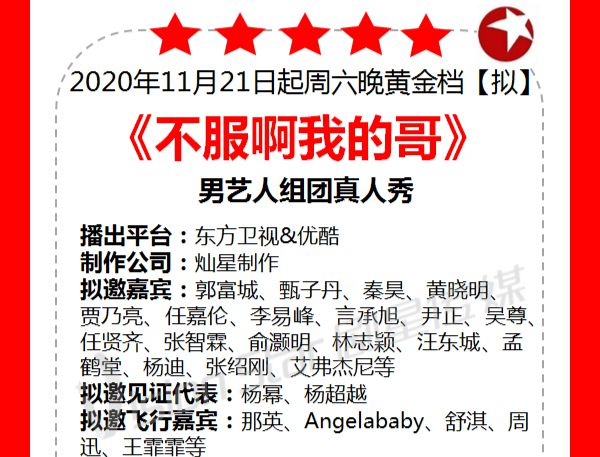 2020年11月21日起周六晚黄金档【拟】
《不服啊我的哥》
男艺人组团真人秀
播出平台：东方卫视&优酷
制作公司：灿星制作
拟邀嘉宾：郭富城、甄子丹、秦昊、黄晓明、
贾乃亮、任嘉伦、李易峰、言承旭、尹正、吴尊、
任贤齐、张智霖、俞灏明、林志颖、汪东城、孟
鹤堂、杨迪、张绍刚、艾弗杰尼等
拟邀见证代表：杨幂、杨超越
拟邀飞行嘉宾：那英、Angelababy、舒淇、周
迅、王霏霏等